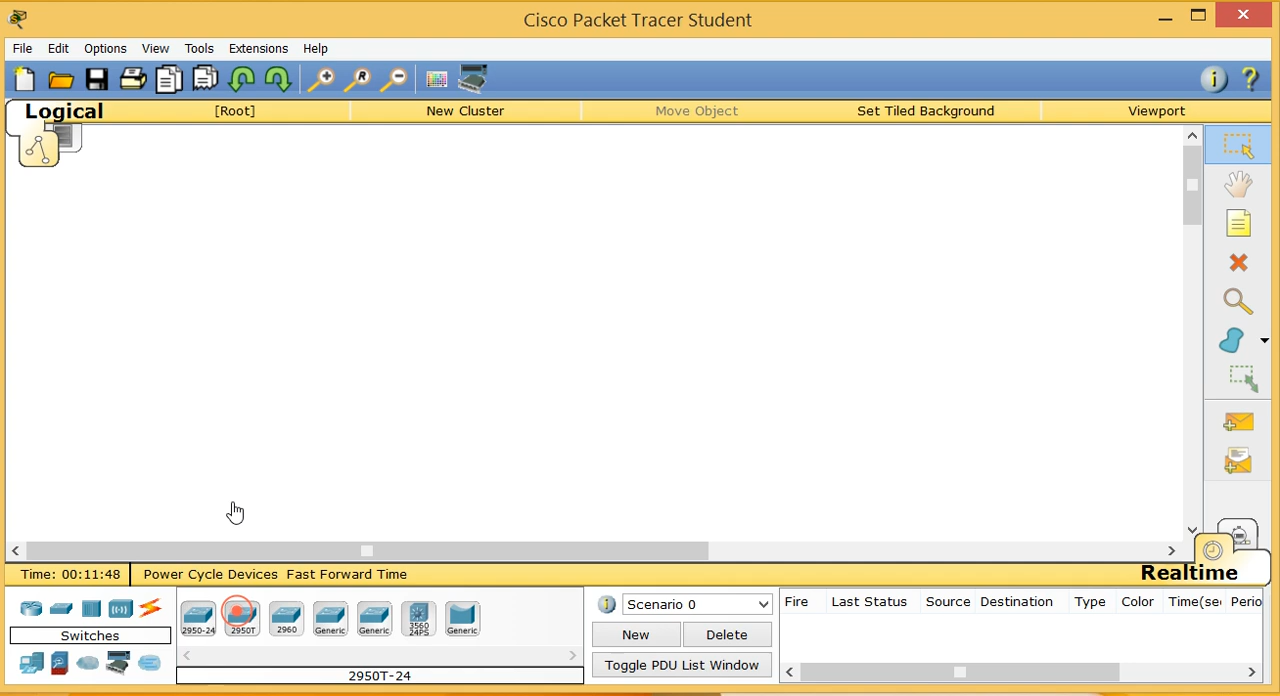 Cisco Packet Tracer Student
File Edit Options View Tools Extensions Help
Logical [Root] New Cluster Move Object Set Tiled Background Viewport
Time: 00:11:48 Power Cycle Devices Fast Forward Time
Realtime
Switches
2950-24 2950T 2960 Generic Generic 3560 24PS Generic
2950T-24
Scenario 0
New Delete
Toggle PDU List Window
Fire Last Status Source Destination Type Color Time(sec Perio